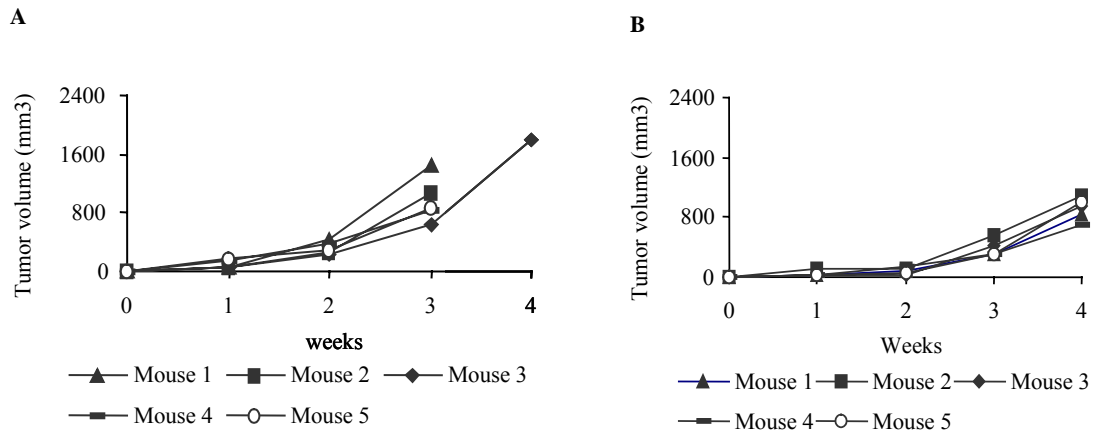 A
Tumor volume (mm3)
2400
1600
800
0
0 1 2 3 4
weeks
Mouse 1 Mouse 2 Mouse 3
Mouse 4 Mouse 5
B
Tumor volume (mm3)
2400
1600
800
0
0 1 2 3 4
Weeks
Mouse 1 Mouse 2 Mouse 3
Mouse 4 Mouse 5